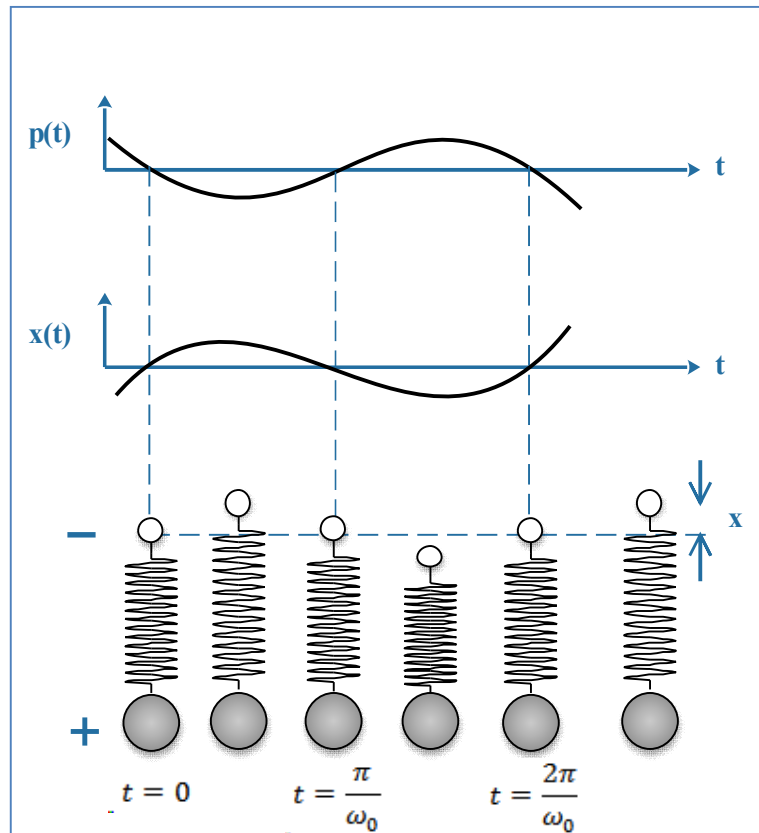 p(t)
t
x(t)
t
−
x
+
t = 0
t = π/ω₀
t = 2π/ω₀